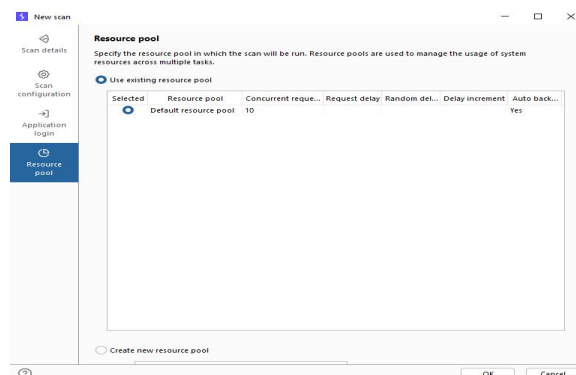 New scan
Scan details
Scan
configuration
Application
login
Resource
pool
Resource pool
Specify the resource pool in which the scan will be run. Resource pools are used to manage the usage of system
resources across multiple tasks.
Use existing resource pool
Selected Resource pool Concurrent reque... Request delay Random del... Delay increment Auto back...
Default resource pool 10 Yes
Create new resource pool
OK Cancel